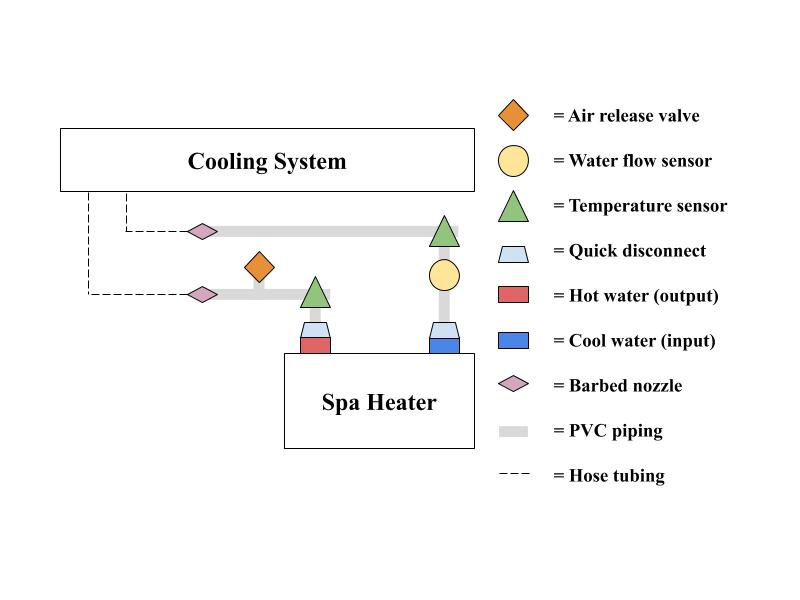 Cooling System
Spa Heater
= Air release valve
= Water flow sensor
= Temperature sensor
= Quick disconnect
= Hot water (output)
= Cool water (input)
= Barbed nozzle
= PVC piping
= Hose tubing